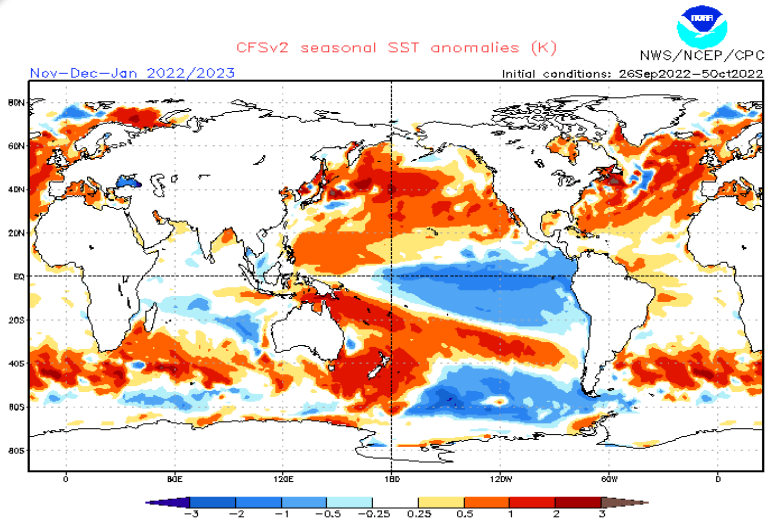 NOAA
CFSv2 seasonal SST anomalies (K)
NWS/NCEP/CPC
Nov-Dec-Jan 2022/2023
Initial conditions: 26Sep2022-5Oct2022
80N
60N
40N
20N
EQ
20S
40S
60S
80S
0 60E 120E 180 120W 60W 0
-3 -2 -1 -0.5 -0.25 0.25 0.5 1 2 3